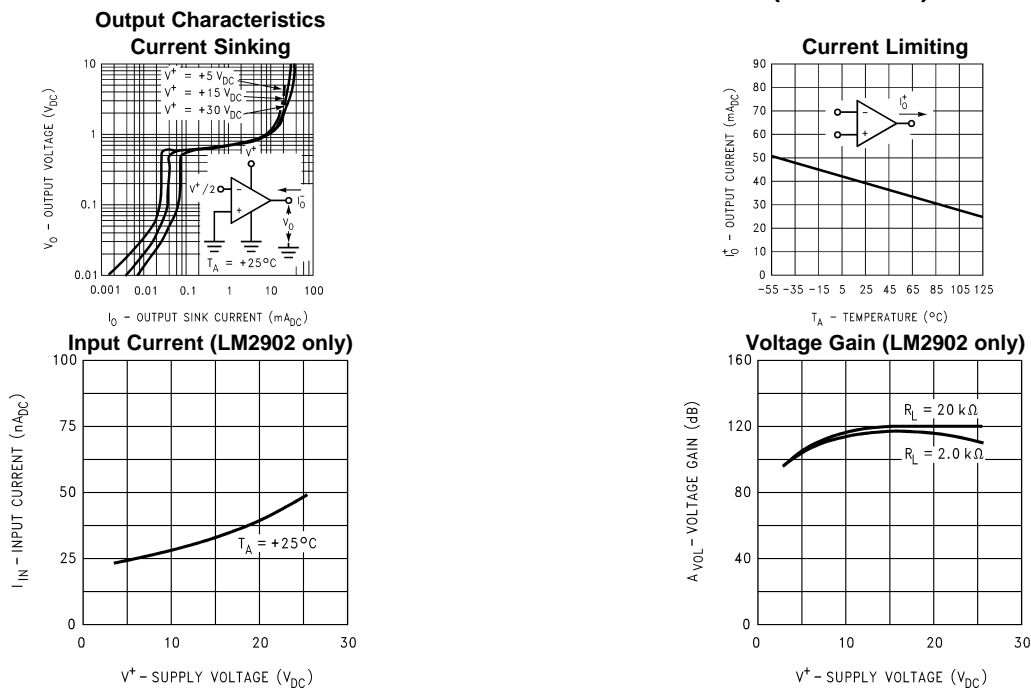 Output Characteristics
Current Sinking
10
1
0.1
0.01
V+ = +5 VDC
V+ = +15 VDC
V+ = +30 VDC
V+
V+/2
−
+
IO−
VO
TA = +25°C
VO – OUTPUT VOLTAGE (VDC)
0.001 0.01 0.1 1 10 100
IO – OUTPUT SINK CURRENT (mADC)
Current Limiting
90
80
70
60
50
40
30
20
10
0
−
+
IO+
IO+ – OUTPUT CURRENT (mADC)
-55 -35 -15 5 25 45 65 85 105 125
TA – TEMPERATURE (°C)
Input Current (LM2902 only)
100
75
50
25
0
TA = +25°C
IIN – INPUT CURRENT (nADC)
0 10 20 30
V+ – SUPPLY VOLTAGE (VDC)
Voltage Gain (LM2902 only)
160
120
80
40
0
RL = 20 kΩ
RL = 2.0 kΩ
AVOL – VOLTAGE GAIN (dB)
0 10 20 30
V+ – SUPPLY VOLTAGE (VDC)